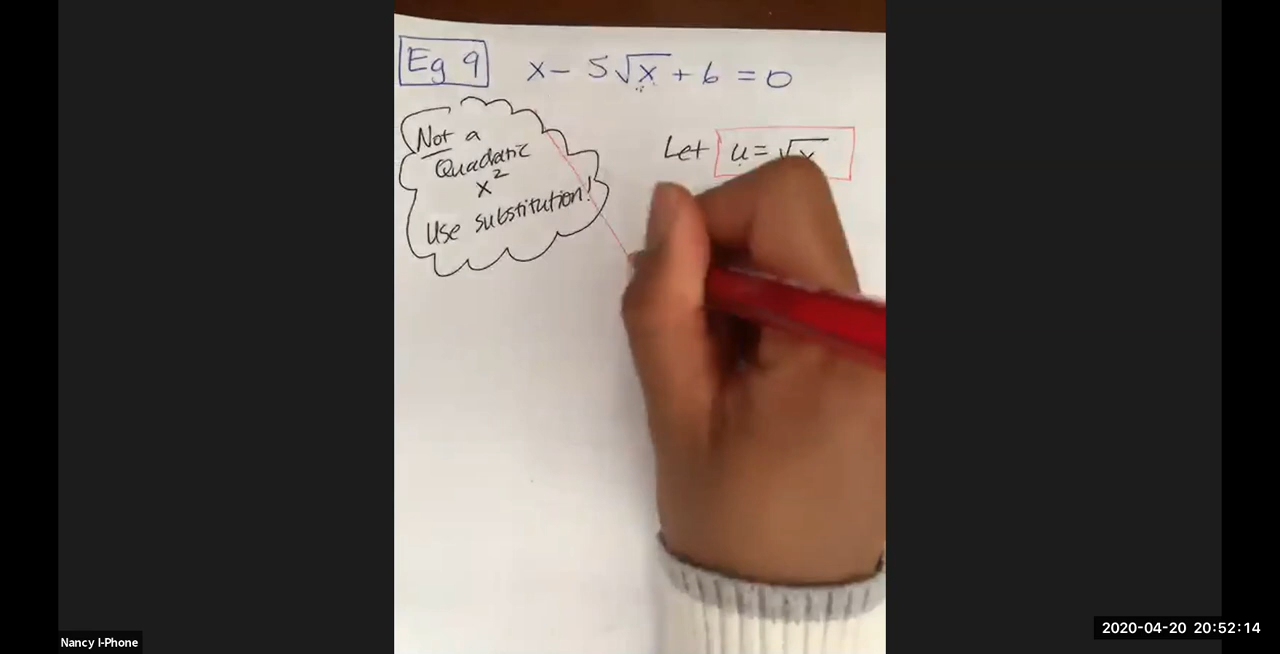 Eg 9
x - 5√x + 6 = 0
Not a
Quadratic
x²
Use substitution!
Let u = √x
Nancy I-Phone
2020-04-20 20:52:14